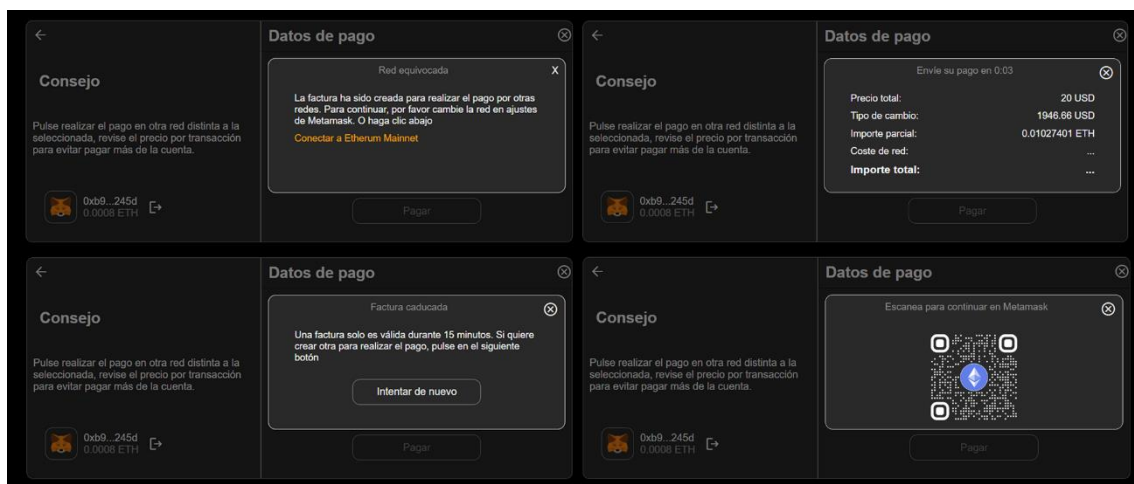 Datos de pago
Consejo
Pulse realizar el pago en otra red distinta a la
seleccionada, revise el precio por transacción
para evitar pagar más de la cuenta.
0xb9...245d
0.0008 ETH
Red equivocada
X
La factura ha sido creada para realizar el pago por otras
redes. Para continuar, por favor cambie la red en ajustes
de Metamask. O haga clic abajo
Conectar a Etherum Mainnet
Pagar
Datos de pago
Consejo
Pulse realizar el pago en otra red distinta a la
seleccionada, revise el precio por transacción
para evitar pagar más de la cuenta.
0xb9...245d
0.0008 ETH
Envíe su pago en 0:03
Precio total: 20 USD
Tipo de cambio: 1946.66 USD
Importe parcial: 0.01027401 ETH
Coste de red: ...
Importe total: ...
Pagar
Datos de pago
Consejo
Pulse realizar el pago en otra red distinta a la
seleccionada, revise el precio por transacción
para evitar pagar más de la cuenta.
0xb9...245d
0.0008 ETH
Factura caducada
Una factura solo es válida durante 15 minutos. Si quiere
crear otra para realizar el pago, pulse en el siguiente
botón
Intentar de nuevo
Pagar
Datos de pago
Consejo
Pulse realizar el pago en otra red distinta a la
seleccionada, revise el precio por transacción
para evitar pagar más de la cuenta.
0xb9...245d
0.0008 ETH
Escanea para continuar en Metamask
Pagar